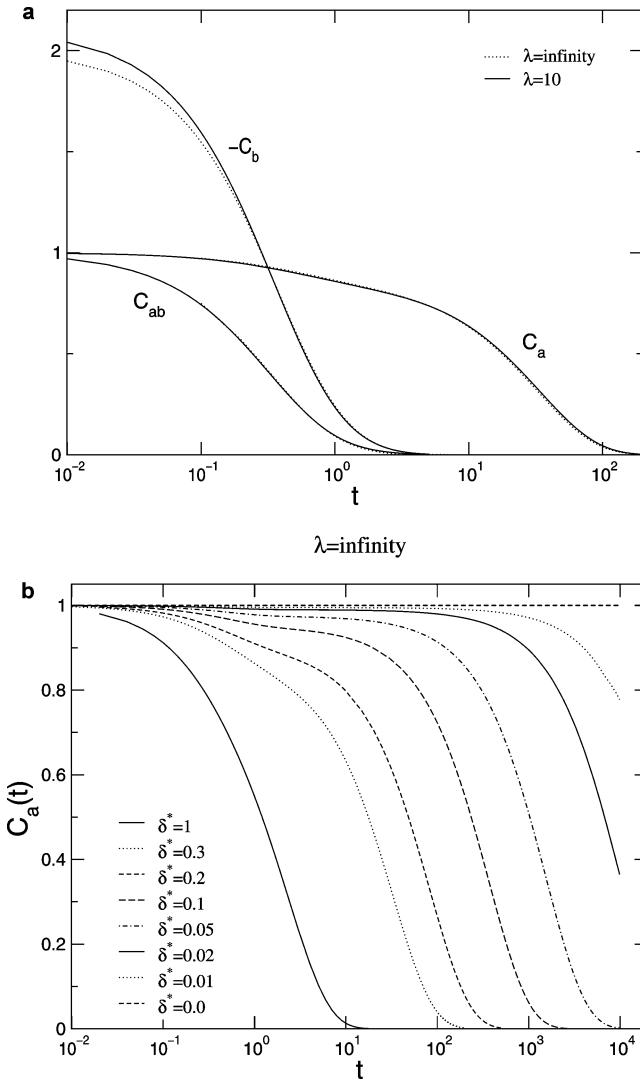 a
2
1
0
λ=infinity
λ=10
–C_b
C_ab
C_a
10^-2
10^-1
10^0
10^1
10^2
t
λ=infinity
b
1
0.8
0.6
0.4
0.2
0
C_a(t)
δ*=1
δ*=0.3
δ*=0.2
δ*=0.1
δ*=0.05
δ*=0.02
δ*=0.01
δ*=0.0
10^-2
10^-1
10^0
10^1
10^2
10^3
10^4
t